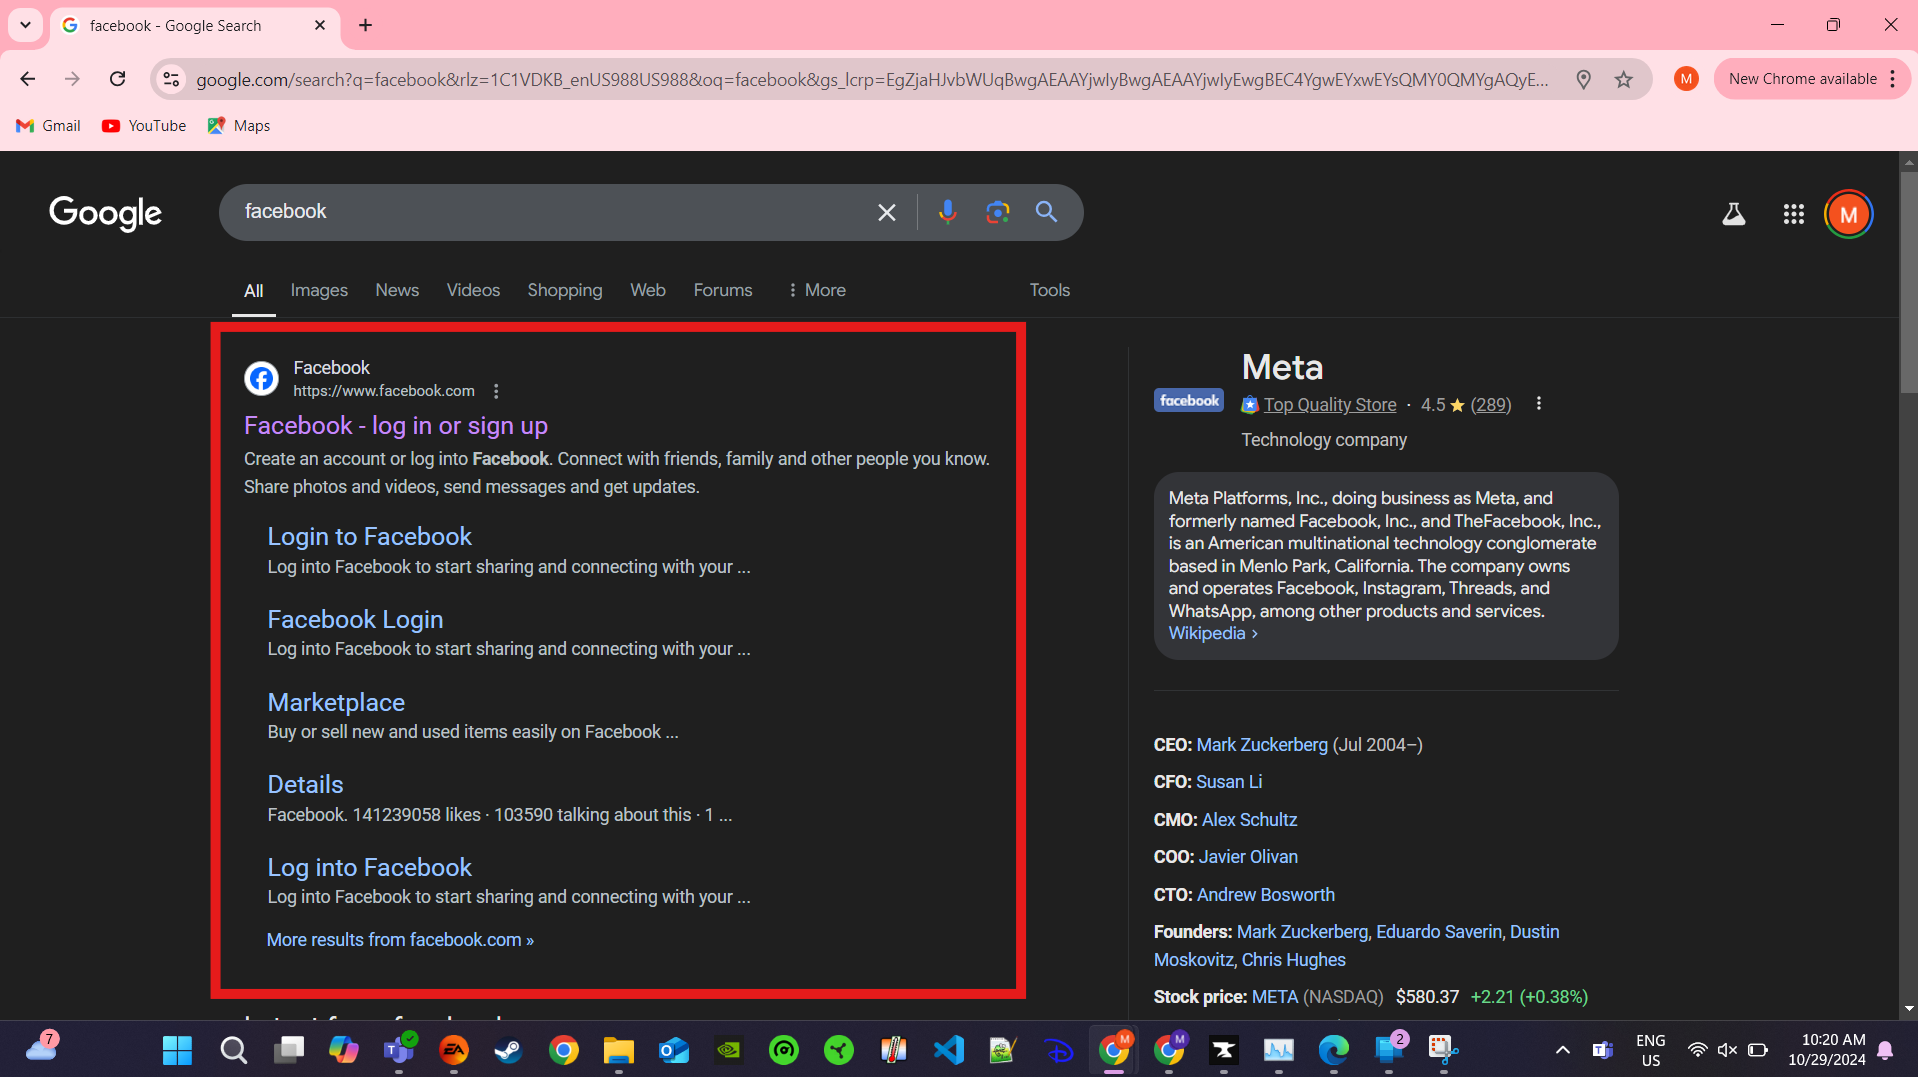 facebook - Google Search
google.com/search?q=facebook&rlz=1C1VDKB_enUS988US988&oq=facebook&gs_lcrp=EgZjaHJvbWUqBwgAEAAYjwIyBwgAEAAYjwIyEwgBEC4YgwEYxwEYsQMY0QMYgAQyE...
M
New Chrome available
Gmail
YouTube
Maps
Google
facebook
M
All
Images
News
Videos
Shopping
Web
Forums
More
Tools
Facebook
https://www.facebook.com
Facebook - log in or sign up
Create an account or log into Facebook. Connect with friends, family and other people you know.
Share photos and videos, send messages and get updates.
Login to Facebook
Log into Facebook to start sharing and connecting with your ...
Facebook Login
Log into Facebook to start sharing and connecting with your ...
Marketplace
Buy or sell new and used items easily on Facebook ...
Details
Facebook. 141239058 likes · 103590 talking about this · 1 ...
Log into Facebook
Log into Facebook to start sharing and connecting with your ...
More results from facebook.com »
facebook
Meta
Top Quality Store · 4.5 (289)
Technology company
Meta Platforms, Inc., doing business as Meta, and
formerly named Facebook, Inc., and TheFacebook, Inc.,
is an American multinational technology conglomerate
based in Menlo Park, California. The company owns
and operates Facebook, Instagram, Threads, and
WhatsApp, among other products and services.
Wikipedia ›
CEO: Mark Zuckerberg (Jul 2004–)
CFO: Susan Li
CMO: Alex Schultz
COO: Javier Olivan
CTO: Andrew Bosworth
Founders: Mark Zuckerberg, Eduardo Saverin, Dustin
Moskovitz, Chris Hughes
Stock price: META (NASDAQ) $580.37 +2.21 (+0.38%)
7
EA
M
M
2
ENG
US
10:20 AM
10/29/2024